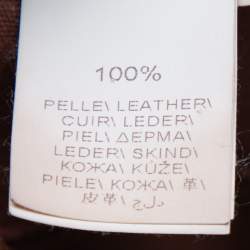 100%
PELLE\ LEATHER\
CUIR\ LEDER\
PIEL\ ΔΕΡΜΑ\
LEDER\ SKIND\
КОЖА\ KŮŽE\
PIELE\ КОЖА\ 革\
皮革\ جلد\